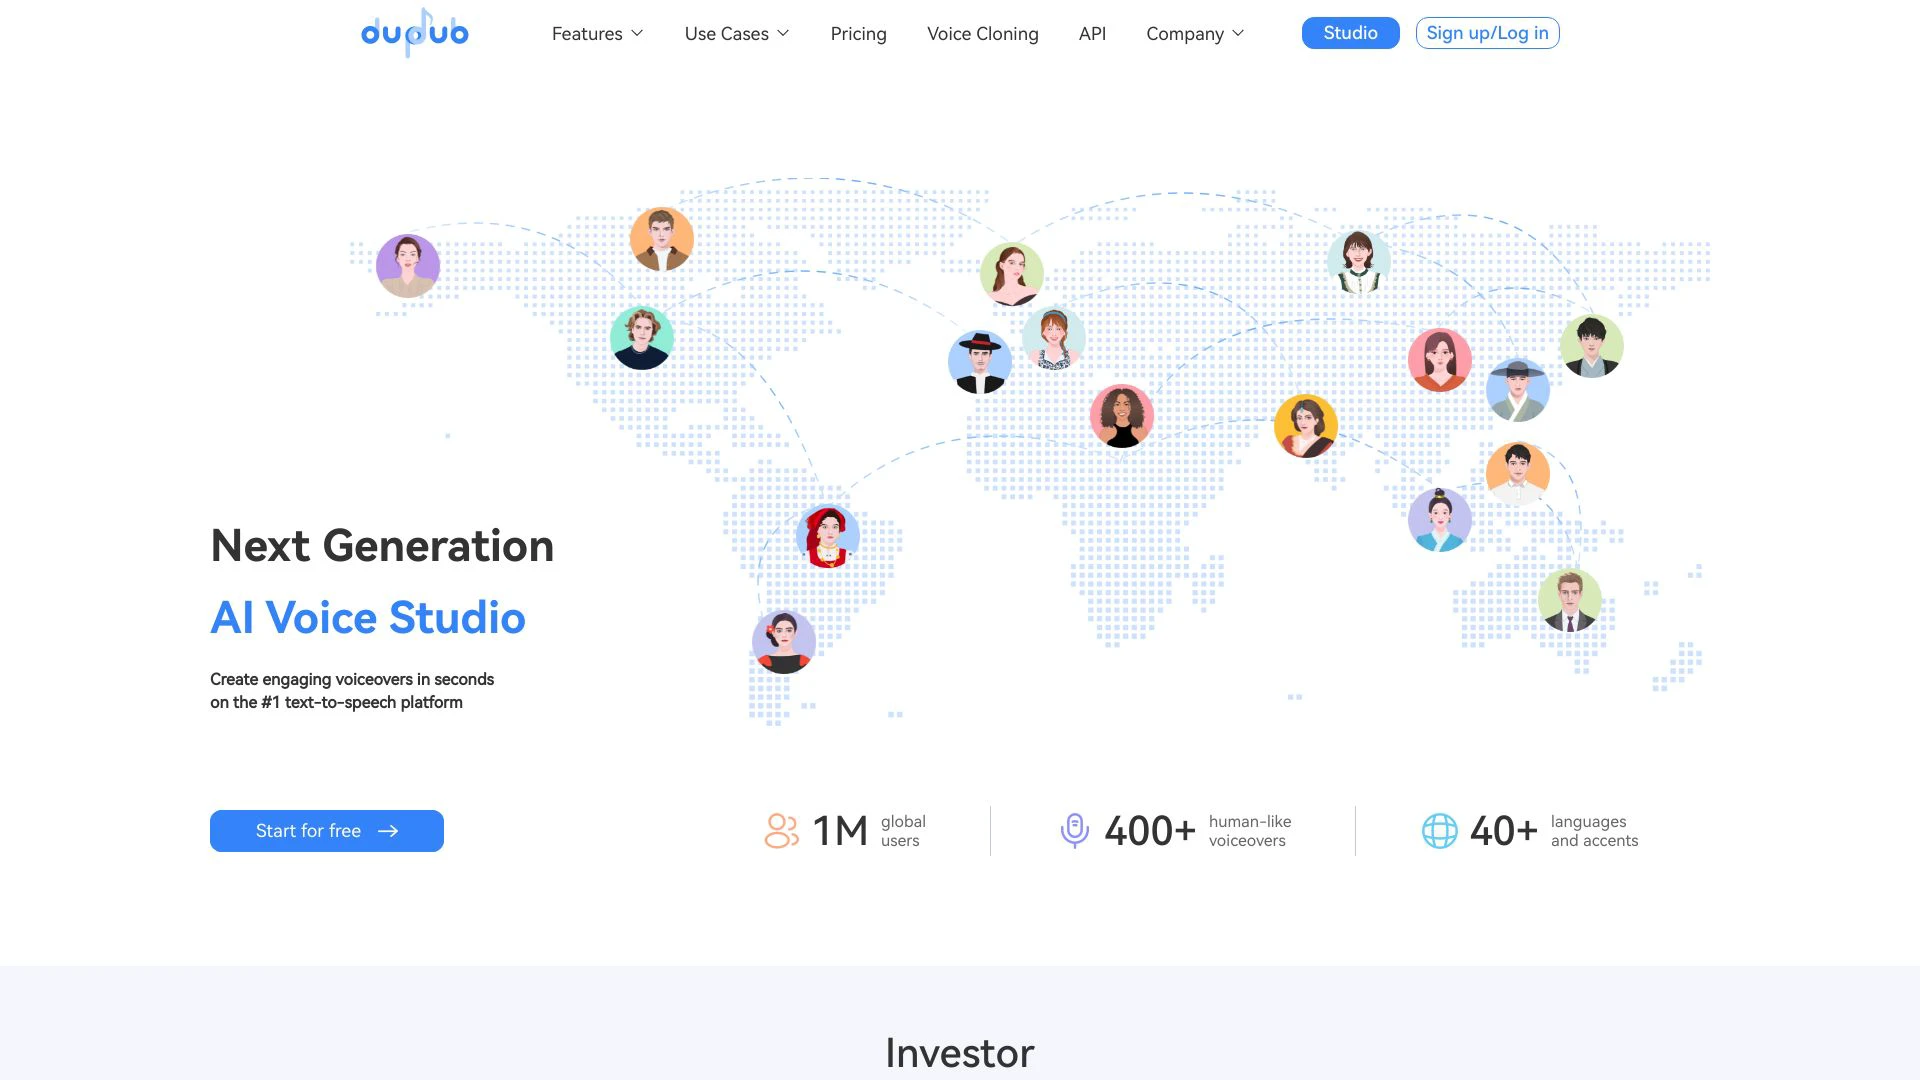 dupdub
Features
Use Cases
Pricing
Voice Cloning
API
Company
Studio
Sign up/Log in
Next Generation
AI Voice Studio
Create engaging voiceovers in seconds
on the #1 text-to-speech platform
Start for free
1M
global
users
400+
human-like
voiceovers
40+
languages
and accents
Investor